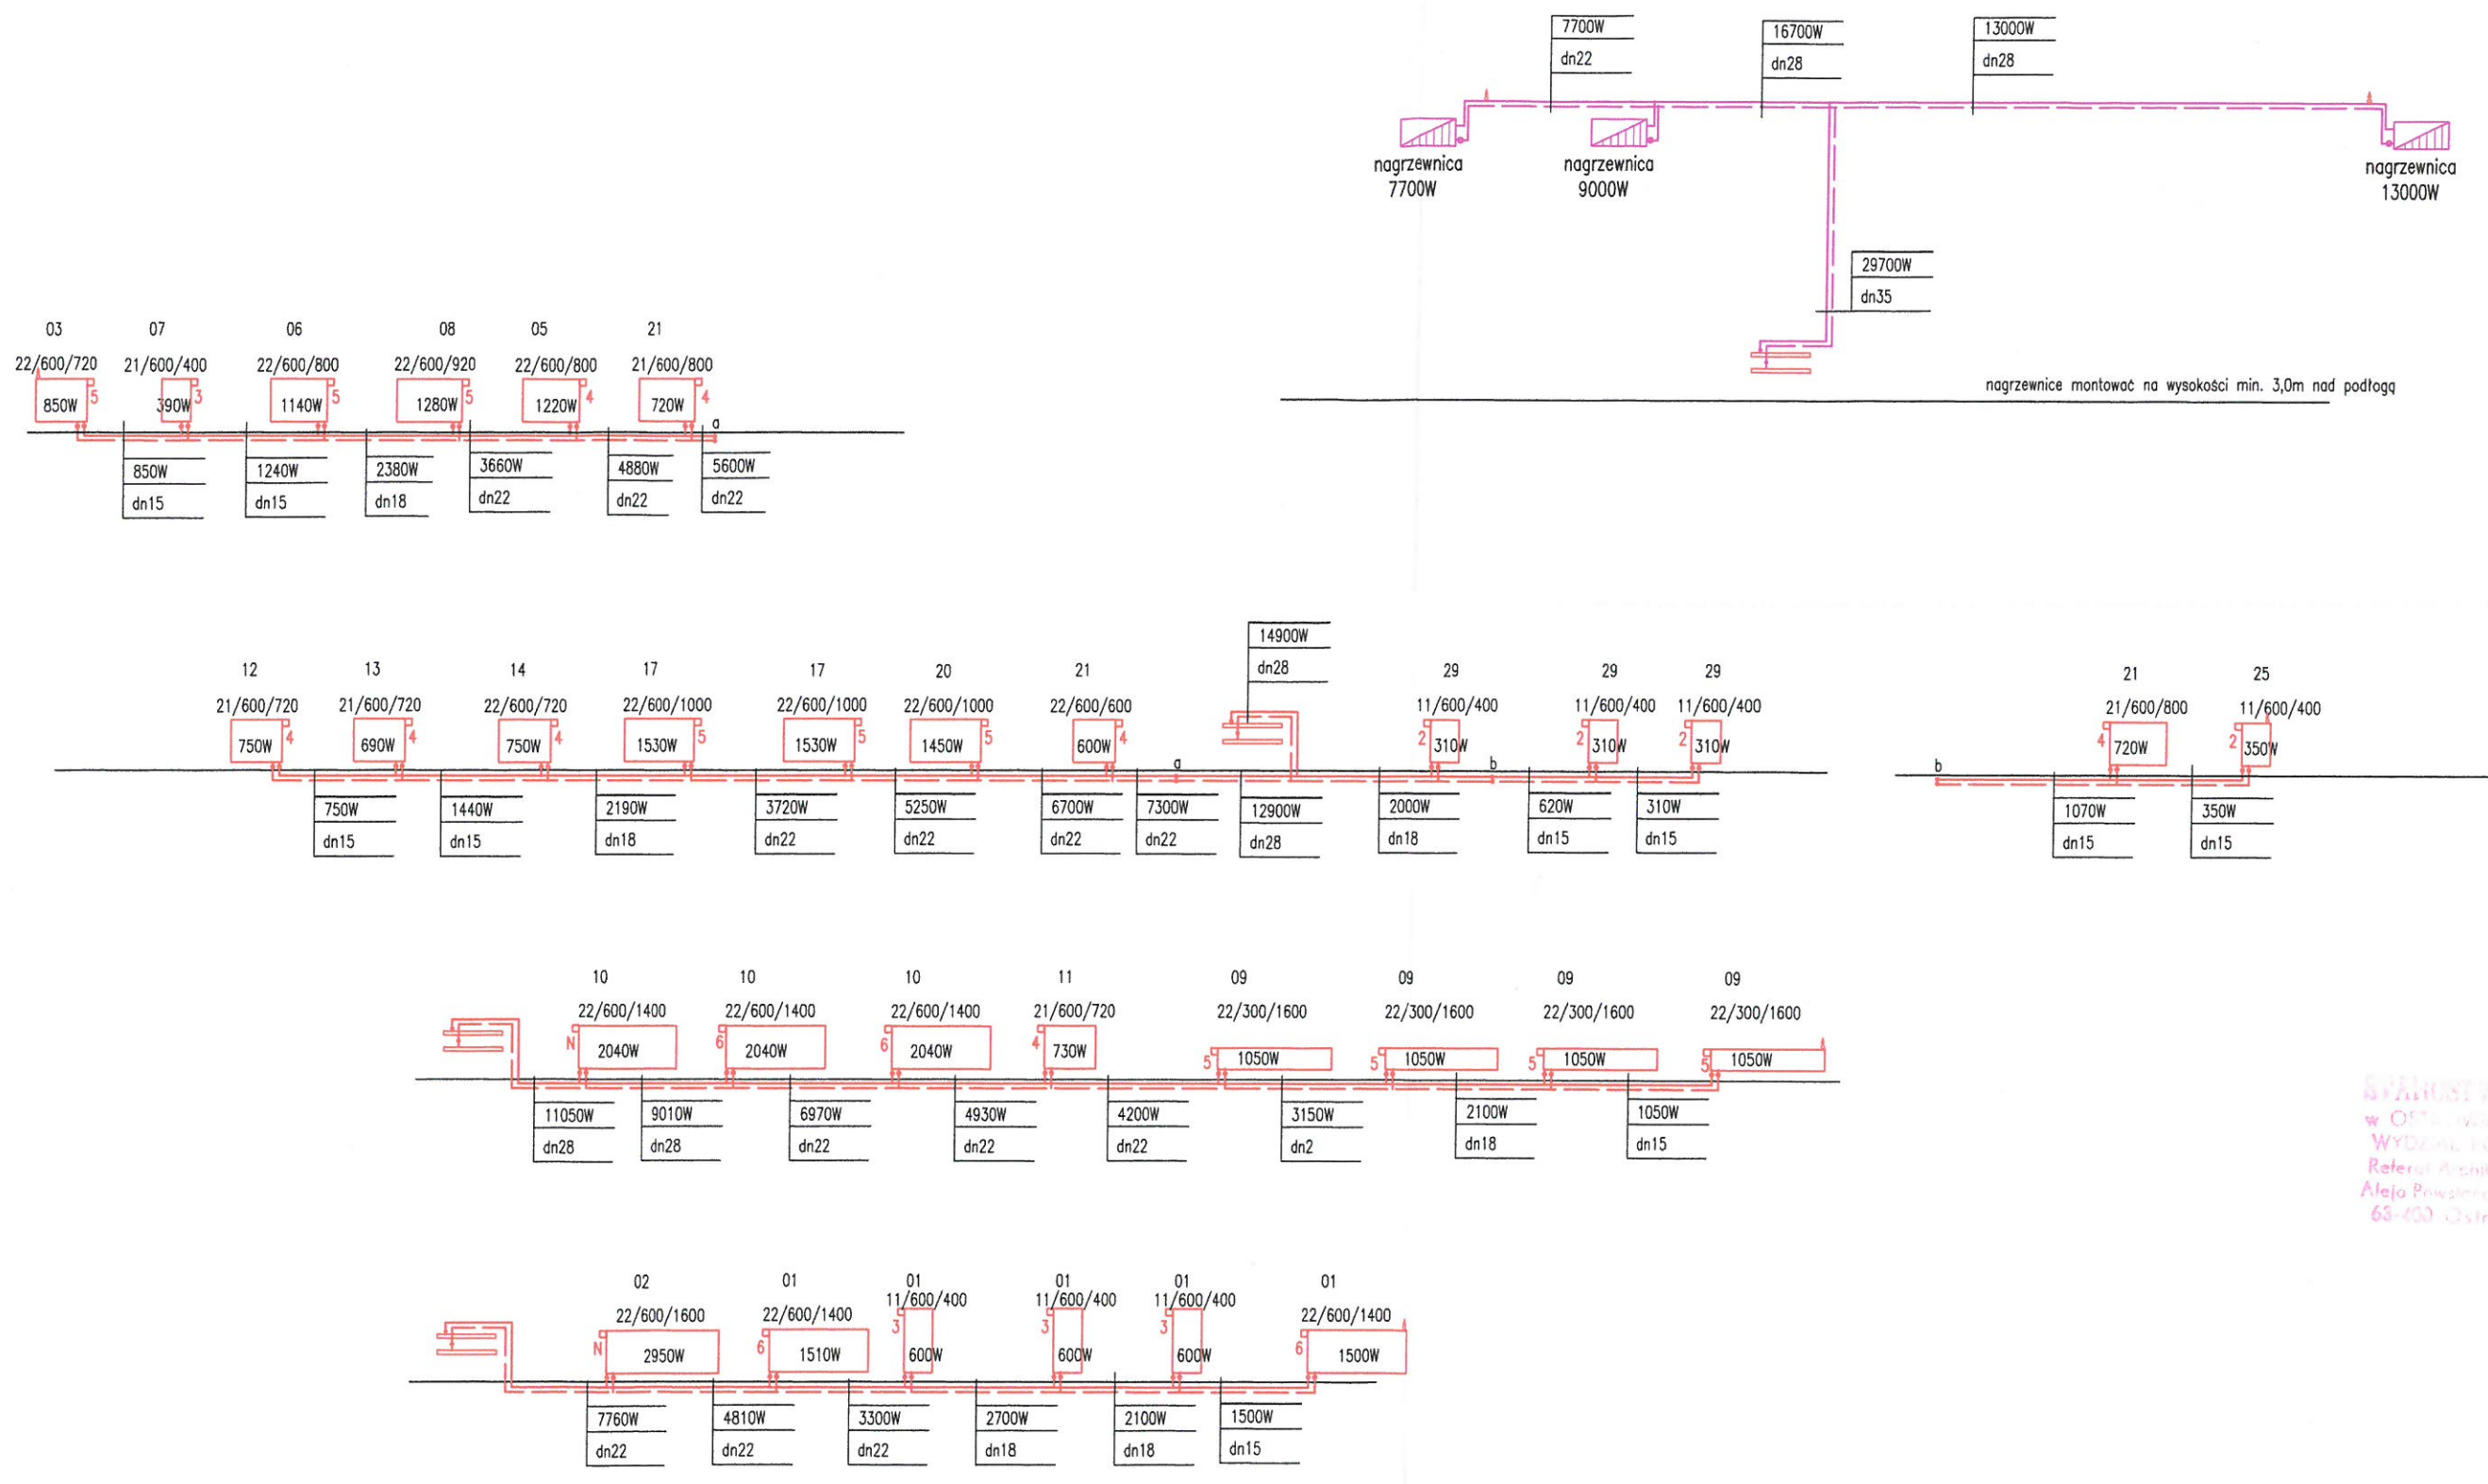 7700W
dn22
16700W
dn28
13000W
dn28
nagrzewnica
7700W
nagrzewnica
9000W
nagrzewnica
13000W
29700W
dn35
nagrzewnice montować na wysokości min. 3,0m nad podłogą
03 07 06 08 05 21
22/600/720 21/600/400 22/600/800 22/600/920 22/600/800 21/600/800
850W 5 390W 3 1140W 5 1280W 5 1220W 4 720W 4
a
850W 1240W 2380W 3660W 4880W 5600W
dn15 dn15 dn18 dn22 dn22 dn22
14900W
dn28
12 13 14 17 17 20 21 29 29 29 21 25
21/600/720 21/600/720 22/600/720 22/600/1000 22/600/1000 22/600/1000 22/600/600 11/600/400 11/600/400 11/600/400 21/600/800 11/600/400
750W 4 690W 4 750W 4 1530W 5 1530W 5 1450W 5 600W 4 2 310W 2 310W 2 310W 4 720W 2 350W
a b b
750W 1440W 2190W 3720W 5250W 6700W 7300W 12900W 2000W 620W 310W 1070W 350W
dn15 dn15 dn18 dn22 dn22 dn22 dn22 dn28 dn18 dn15 dn15 dn15 dn15
10 10 10 11 09 09 09 09
22/600/1400 22/600/1400 22/600/1400 21/600/720 22/300/1600 22/300/1600 22/300/1600 22/300/1600
N 2040W 6 2040W 6 2040W 4 730W 5 1050W 5 1050W 5 1050W 5 1050W
11050W 9010W 6970W 4930W 4200W 3150W 2100W 1050W
dn28 dn28 dn22 dn22 dn22 dn2 dn18 dn15
w
Aleja
02 01 01 01 01 01
22/600/1600 22/600/1400 11/600/400 11/600/400 11/600/400 22/600/1400
N 2950W 6 1510W 3 600W 3 600W 3 600W 6 1500W
7760W 4810W 3300W 2700W 2100W 1500W
dn22 dn22 dn22 dn18 dn18 dn15